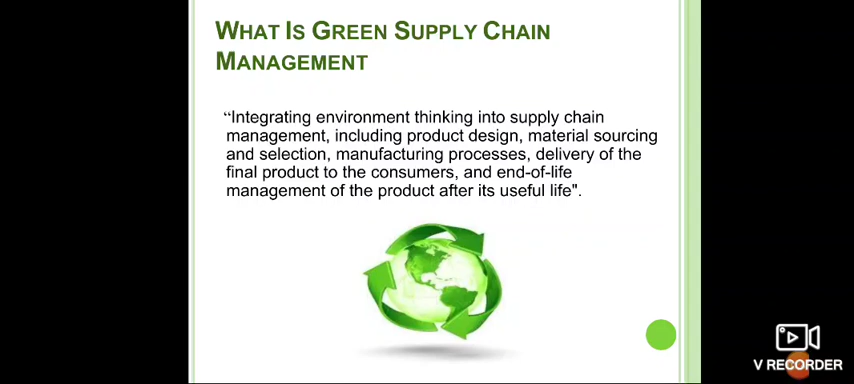 WHAT IS GREEN SUPPLY CHAIN
MANAGEMENT
“Integrating environment thinking into supply chain
management, including product design, material sourcing
and selection, manufacturing processes, delivery of the
final product to the consumers, and end-of-life
management of the product after its useful life".
V RECORDER